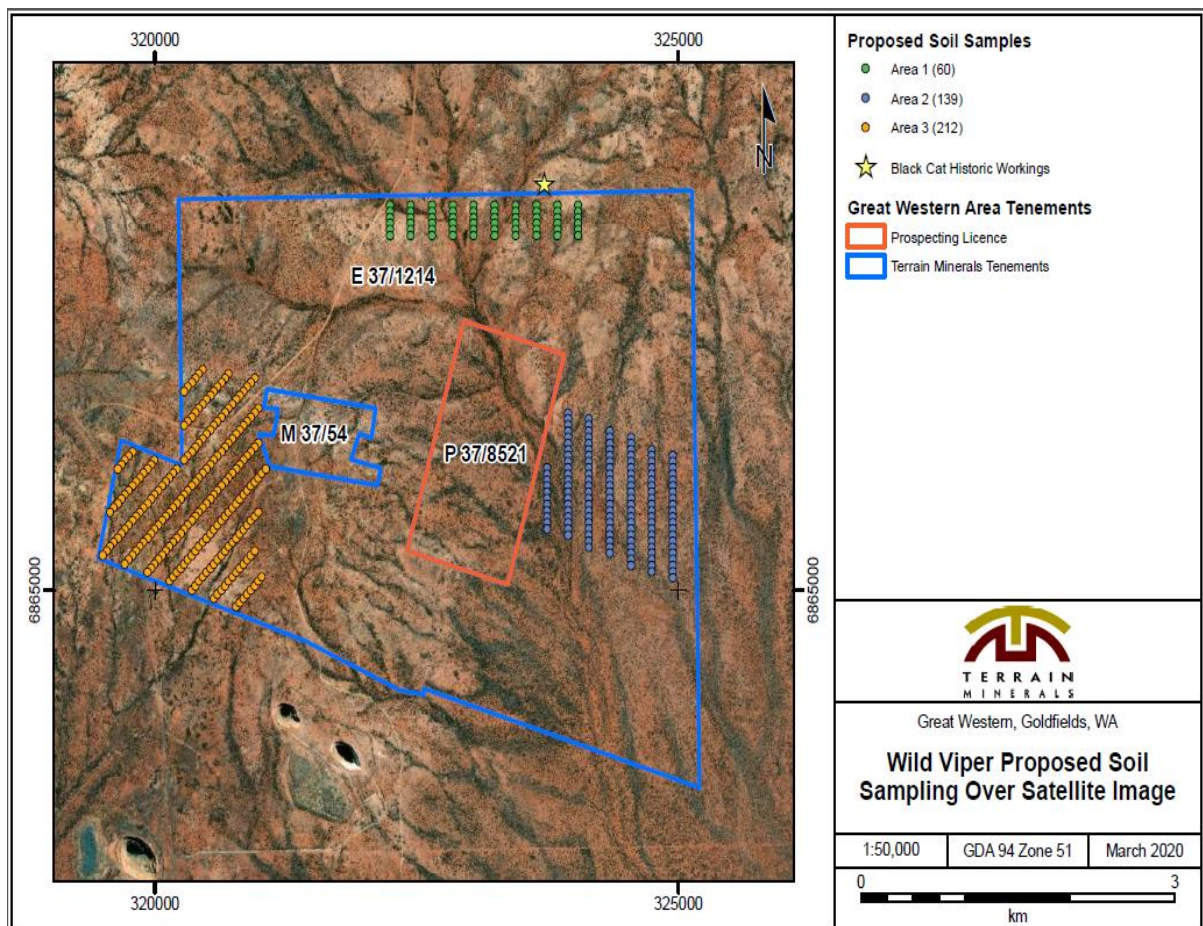 320000
325000
N
E 37/1214
M 37/54
P 37/8521
6865000
6865000
320000
325000
Proposed Soil Samples
Area 1 (60)
Area 2 (139)
Area 3 (212)
Black Cat Historic Workings
Great Western Area Tenements
Prospecting Licence
Terrain Minerals Tenements
TERRAIN
MINERALS
Great Western, Goldfields, WA
Wild Viper Proposed Soil
Sampling Over Satellite Image
1:50,000
GDA 94 Zone 51
March 2020
0
3
km